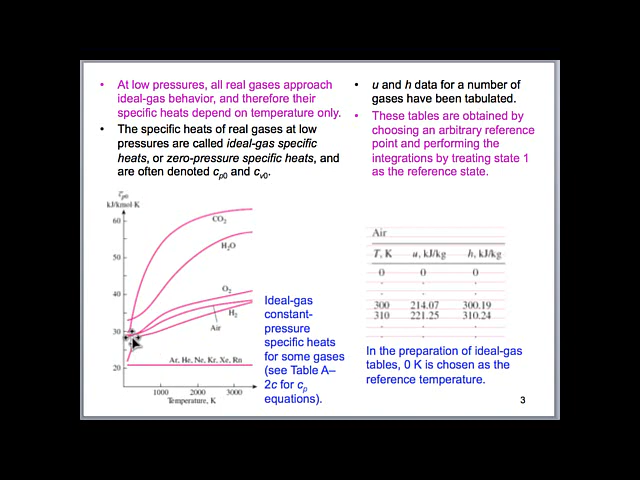 • At low pressures, all real gases approach
ideal-gas behavior, and therefore their
specific heats depend on temperature only.
• The specific heats of real gases at low
pressures are called ideal-gas specific
heats, or zero-pressure specific heats, and
are often denoted cp0 and cv0.
c̄p0
kJ/kmol·K
60
50
40
30
20
CO2
H2O
O2
H2
Air
Ar, He, Ne, Kr, Xe, Rn
1000 2000 3000
Temperature, K
Ideal-gas
constant-
pressure
specific heats
for some gases
(see Table A–
2c for cp
equations).
• u and h data for a number of
gases have been tabulated.
• These tables are obtained by
choosing an arbitrary reference
point and performing the
integrations by treating state 1
as the reference state.
Air
T, K u, kJ/kg h, kJ/kg
0 0 0
. . .
. . .
300 214.07 300.19
310 221.25 310.24
. . .
. . .
In the preparation of ideal-gas
tables, 0 K is chosen as the
reference temperature.
3